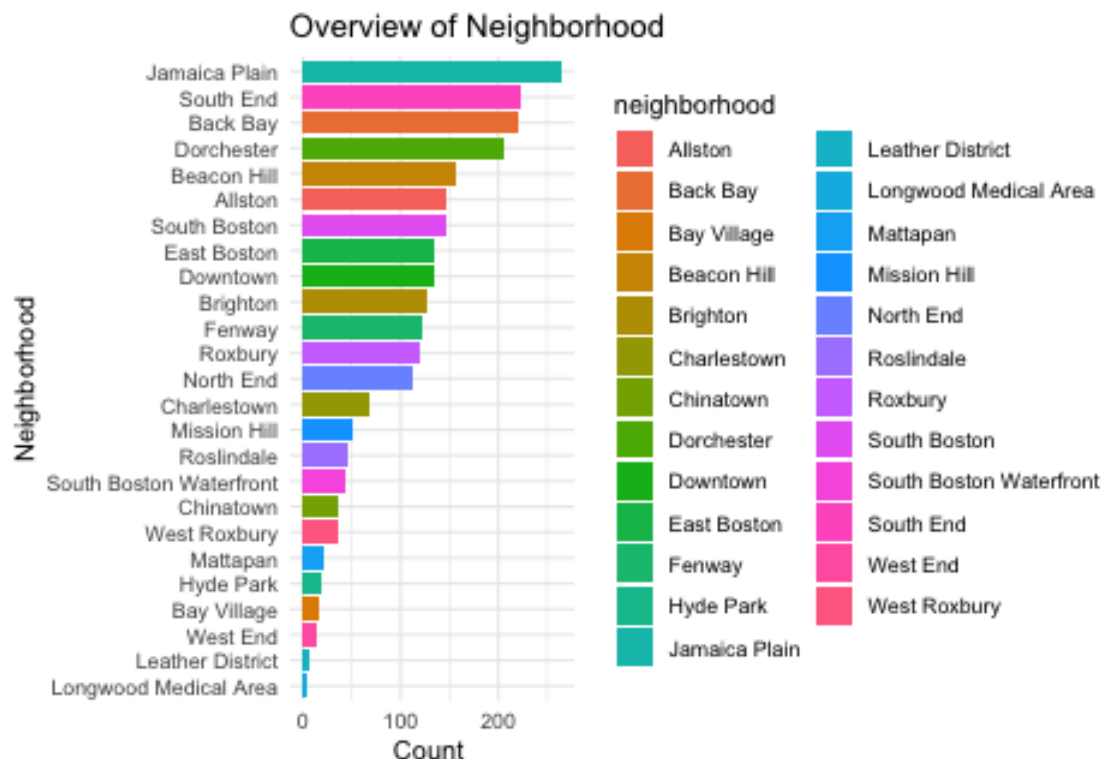 Overview of Neighborhood
Neighborhood
Jamaica Plain
South End
Back Bay
Dorchester
Beacon Hill
Allston
South Boston
East Boston
Downtown
Brighton
Fenway
Roxbury
North End
Charlestown
Mission Hill
Roslindale
South Boston Waterfront
Chinatown
West Roxbury
Mattapan
Hyde Park
Bay Village
West End
Leather District
Longwood Medical Area
0 100 200
Count
neighborhood
Allston
Back Bay
Bay Village
Beacon Hill
Brighton
Charlestown
Chinatown
Dorchester
Downtown
East Boston
Fenway
Hyde Park
Jamaica Plain
Leather District
Longwood Medical Area
Mattapan
Mission Hill
North End
Roslindale
Roxbury
South Boston
South Boston Waterfront
South End
West End
West Roxbury